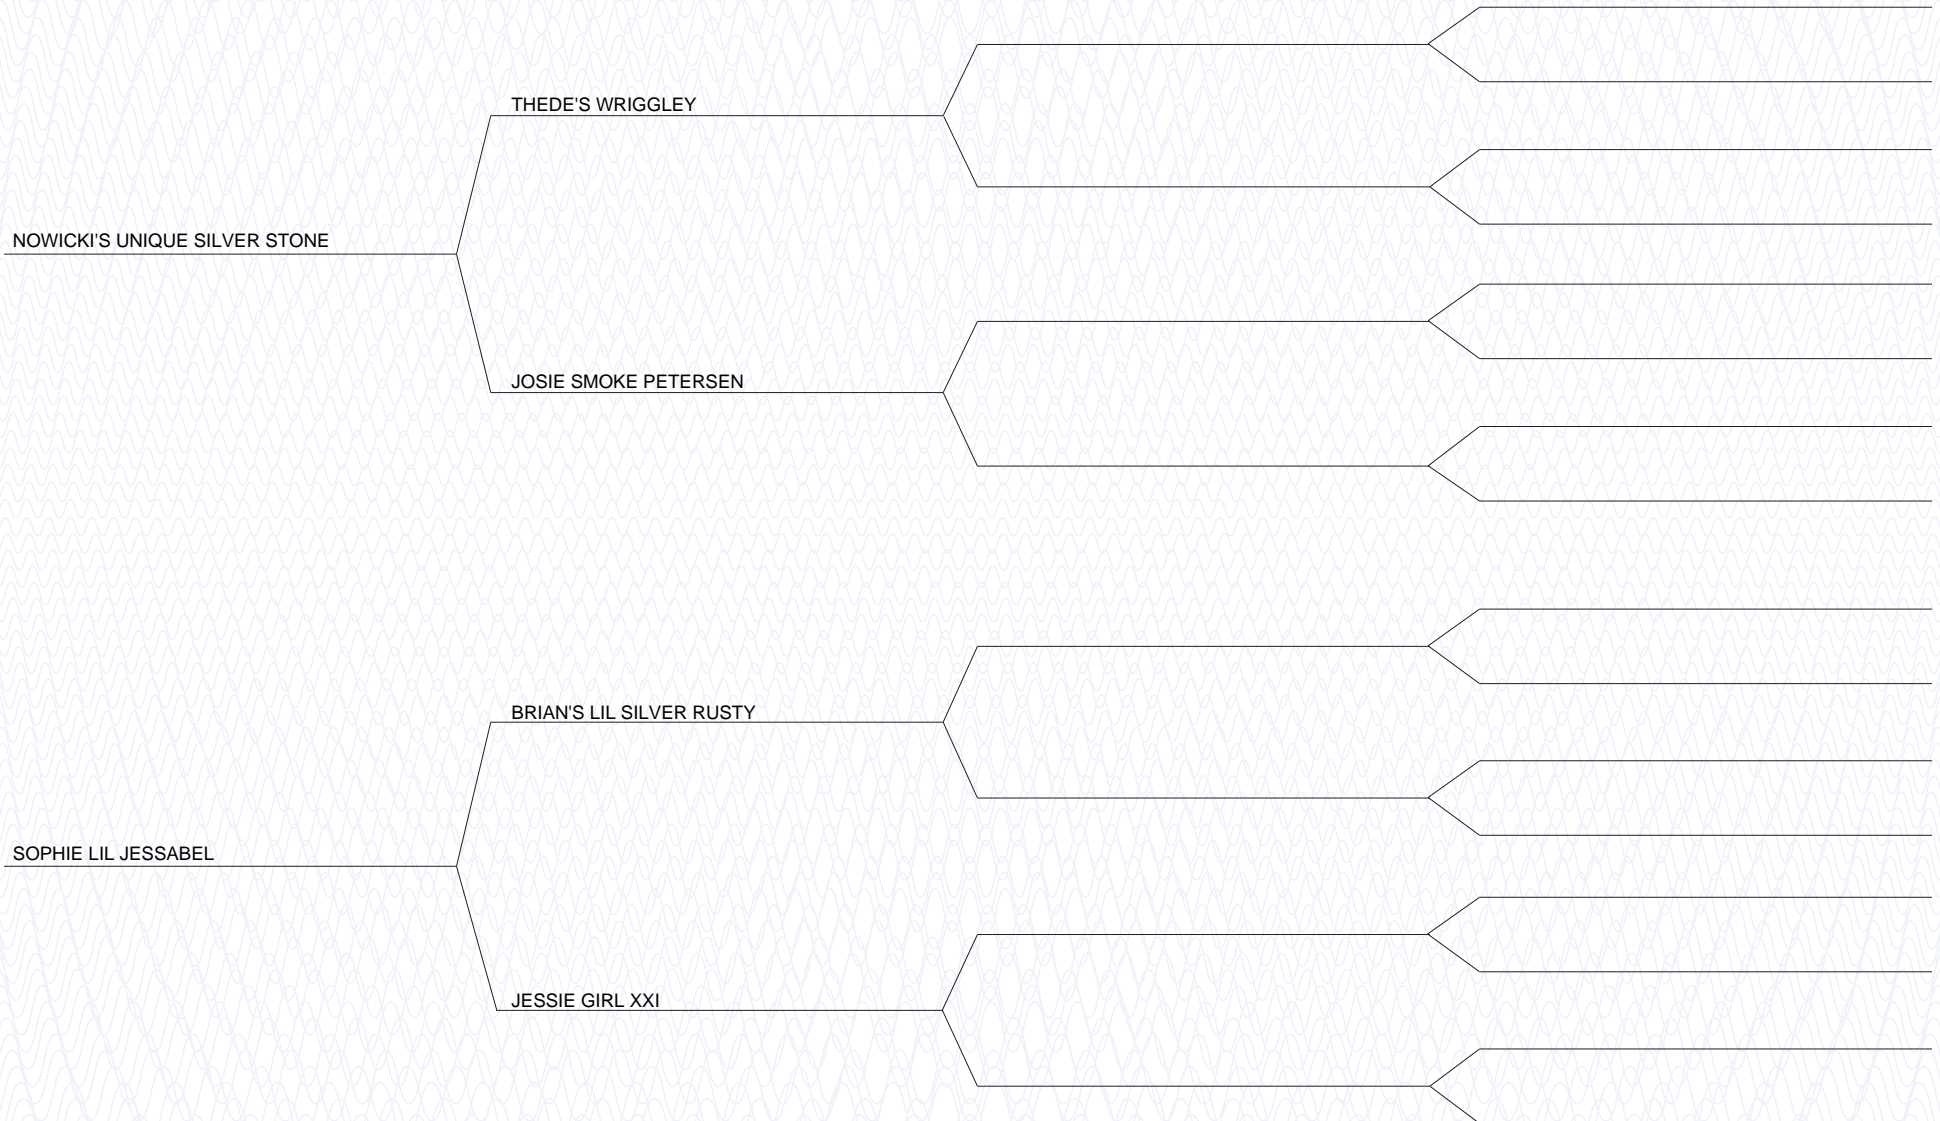 THEDE'S WRIGGLEY
NOWICKI'S UNIQUE SILVER STONE
JOSIE SMOKE PETERSEN
BRIAN'S LIL SILVER RUSTY
SOPHIE LIL JESSABEL
JESSIE GIRL XXI